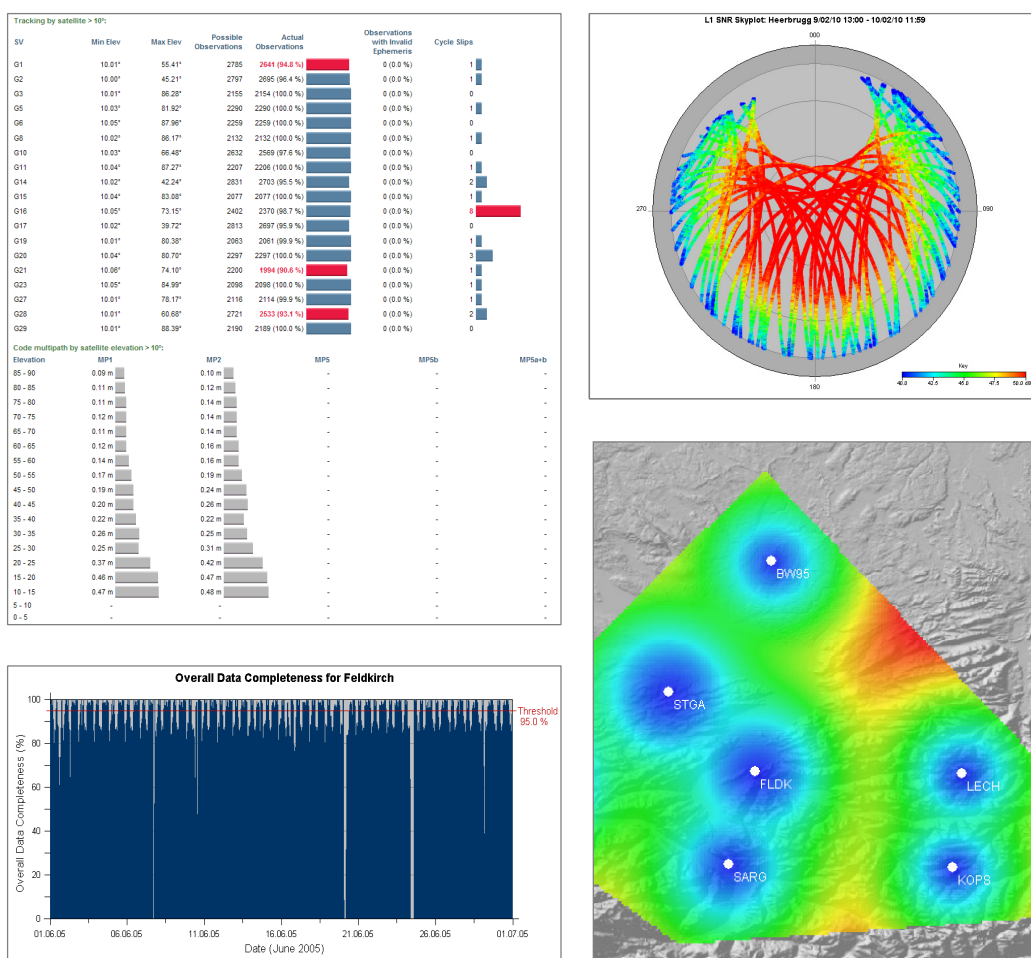 Tracking by satellite > 10°:
SV Min Elev Max Elev Possible Observations Actual Observations Observations with Invalid Ephemeris Cycle Slips
G1 10.01° 55.41° 2785 2641 (94.8 %) 0 (0.0 %) 1
G2 10.00° 45.21° 2797 2695 (96.4 %) 0 (0.0 %) 1
G3 10.01° 86.28° 2155 2154 (100.0 %) 0 (0.0 %) 0
G5 10.03° 81.92° 2290 2290 (100.0 %) 0 (0.0 %) 1
G6 10.05° 87.96° 2259 2259 (100.0 %) 0 (0.0 %) 0
G8 10.02° 86.17° 2132 2132 (100.0 %) 0 (0.0 %) 1
G10 10.03° 66.48° 2632 2569 (97.6 %) 0 (0.0 %) 0
G11 10.04° 87.27° 2207 2206 (100.0 %) 0 (0.0 %) 1
G14 10.02° 42.24° 2831 2703 (95.5 %) 0 (0.0 %) 2
G15 10.04° 83.08° 2077 2077 (100.0 %) 0 (0.0 %) 1
G16 10.05° 73.15° 2402 2370 (98.7 %) 0 (0.0 %) 8
G17 10.02° 39.72° 2813 2697 (95.9 %) 0 (0.0 %) 0
G19 10.01° 80.38° 2063 2061 (99.9 %) 0 (0.0 %) 1
G20 10.04° 80.70° 2297 2297 (100.0 %) 0 (0.0 %) 3
G21 10.06° 74.10° 2200 1994 (90.6 %) 0 (0.0 %) 1
G23 10.05° 84.99° 2098 2098 (100.0 %) 0 (0.0 %) 1
G27 10.01° 78.17° 2116 2114 (99.9 %) 0 (0.0 %) 1
G28 10.01° 60.68° 2721 2533 (93.1 %) 0 (0.0 %) 2
G29 10.01° 88.39° 2190 2189 (100.0 %) 0 (0.0 %) 0
Code multipath by satellite elevation > 10°:
Elevation MP1 MP2 MP5 MP5b MP5a+b
85 - 90 0.09 m 0.10 m - - -
80 - 85 0.11 m 0.12 m - - -
75 - 80 0.11 m 0.14 m - - -
70 - 75 0.12 m 0.14 m - - -
65 - 70 0.11 m 0.14 m - - -
60 - 65 0.12 m 0.16 m - - -
55 - 60 0.14 m 0.16 m - - -
50 - 55 0.17 m 0.19 m - - -
45 - 50 0.19 m 0.24 m - - -
40 - 45 0.20 m 0.26 m - - -
35 - 40 0.22 m 0.22 m - - -
30 - 35 0.26 m 0.25 m - - -
25 - 30 0.25 m 0.31 m - - -
20 - 25 0.37 m 0.42 m - - -
15 - 20 0.46 m 0.47 m - - -
10 - 15 0.47 m 0.48 m - - -
5 - 10 - - - - -
0 - 5 - - - - -
L1 SNR Skyplot: Heerbrugg 9/02/10 13:00 - 10/02/10 11:59
000
270
090
180
Key
40.0 42.5 45.0 47.5 50.0
Overall Data Completeness for Feldkirch
Overall Data Completeness (%)
100
80
60
40
20
0
Threshold
95.0 %
01.06.05 06.06.05 11.06.05 16.06.05 21.06.05 26.06.05 01.07.05
Date (June 2005)
BW95
STGA
FLDK
LECH
SARG
KOPS